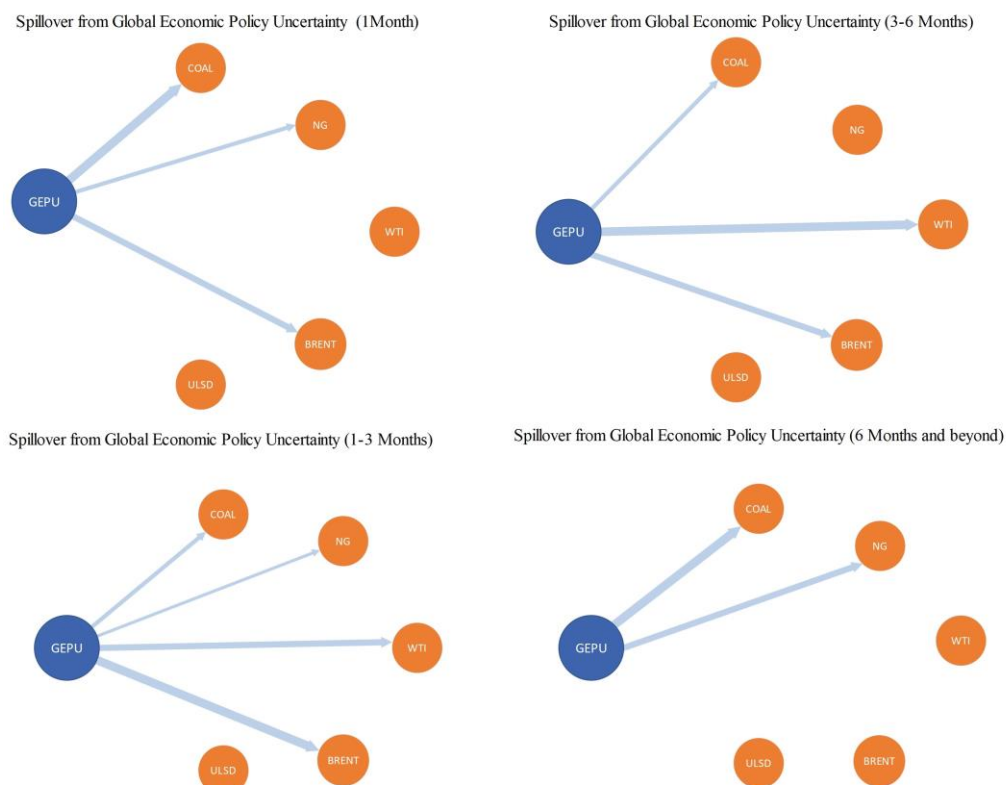 Spillover from Global Economic Policy Uncertainty (1Month)
COAL
NG
GEPU
WTI
BRENT
ULSD
Spillover from Global Economic Policy Uncertainty (3-6 Months)
COAL
NG
GEPU
WTI
BRENT
ULSD
Spillover from Global Economic Policy Uncertainty (1-3 Months)
COAL
NG
GEPU
WTI
BRENT
ULSD
Spillover from Global Economic Policy Uncertainty (6 Months and beyond)
COAL
NG
GEPU
WTI
ULSD
BRENT